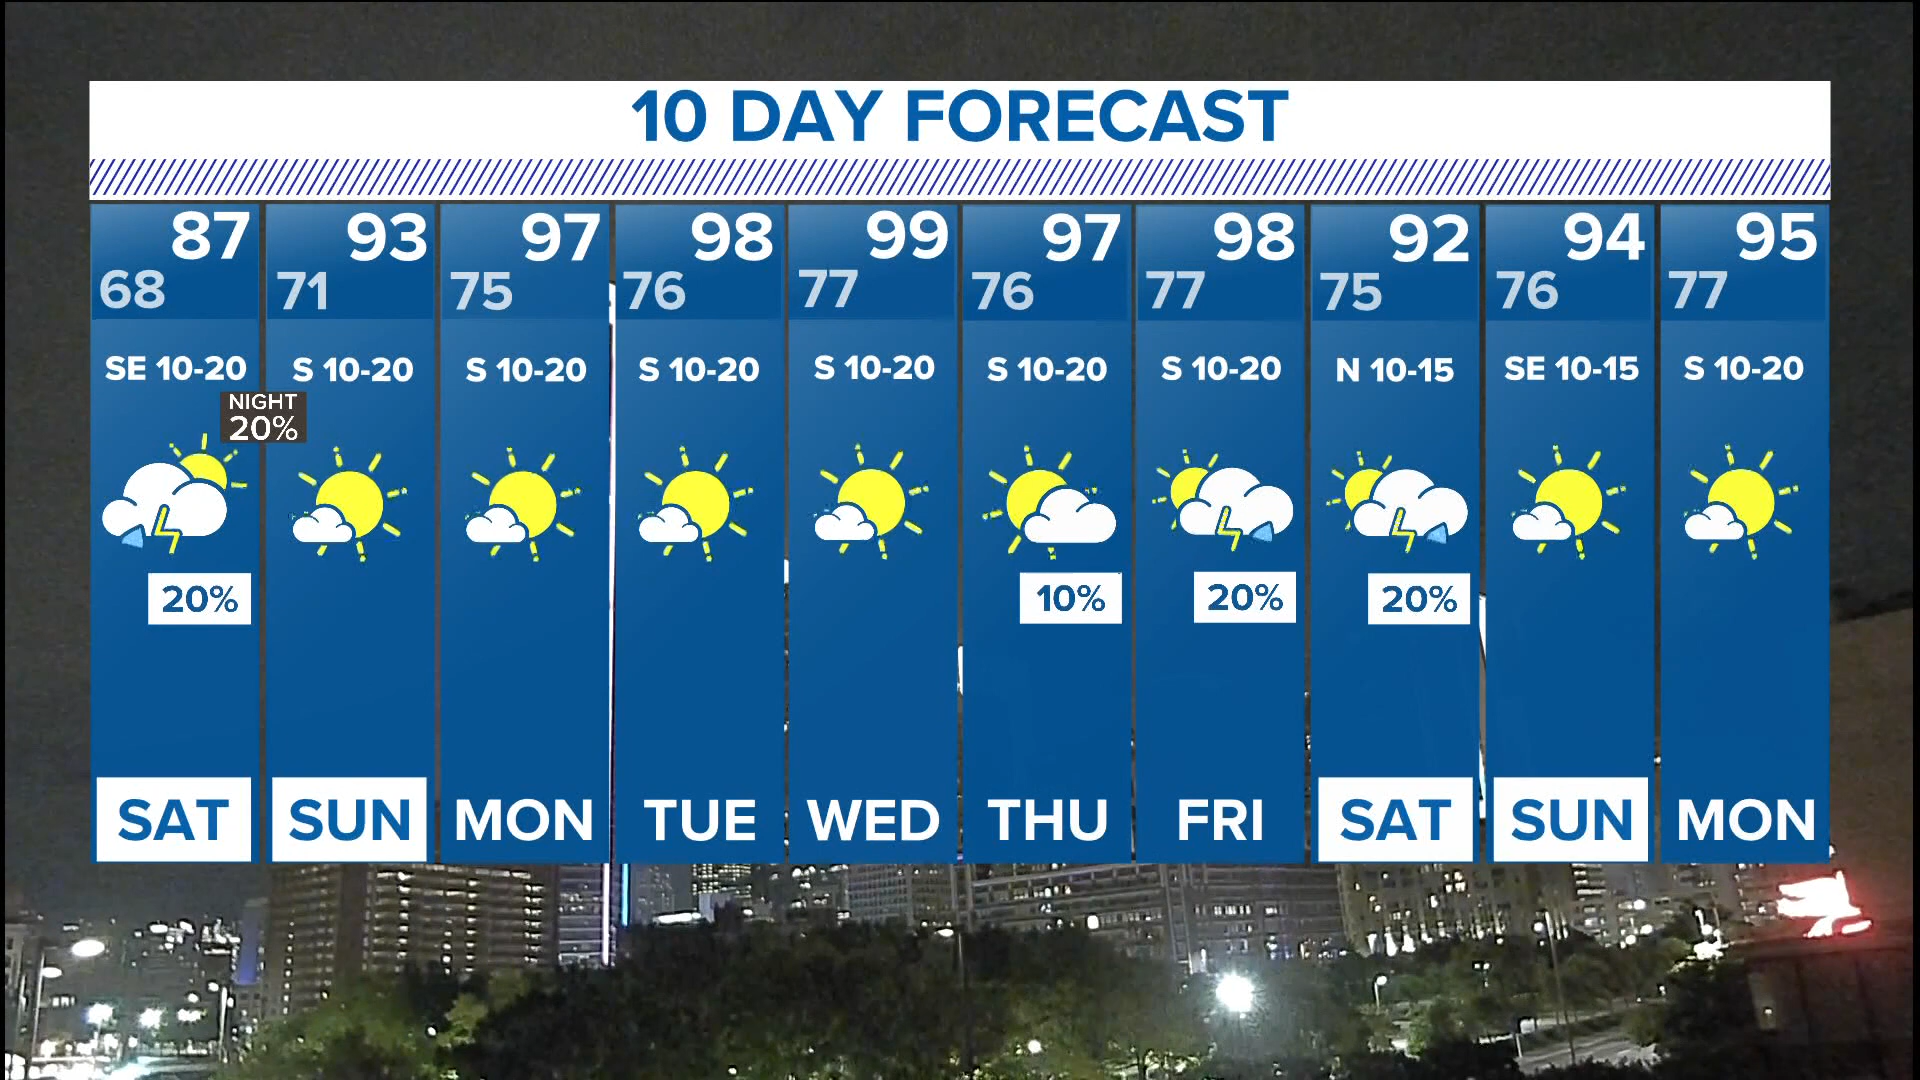 10 DAY FORECAST
87 93 97 98 99 97 98 92 94 95
68 71 75 76 77 76 77 75 76 77
SE 10-20 S 10-20 S 10-20 S 10-20 S 10-20 S 10-20 S 10-20 N 10-15 SE 10-15 S 10-20
NIGHT
20%
20% 10% 20% 20%
SAT SUN MON TUE WED THU FRI SAT SUN MON